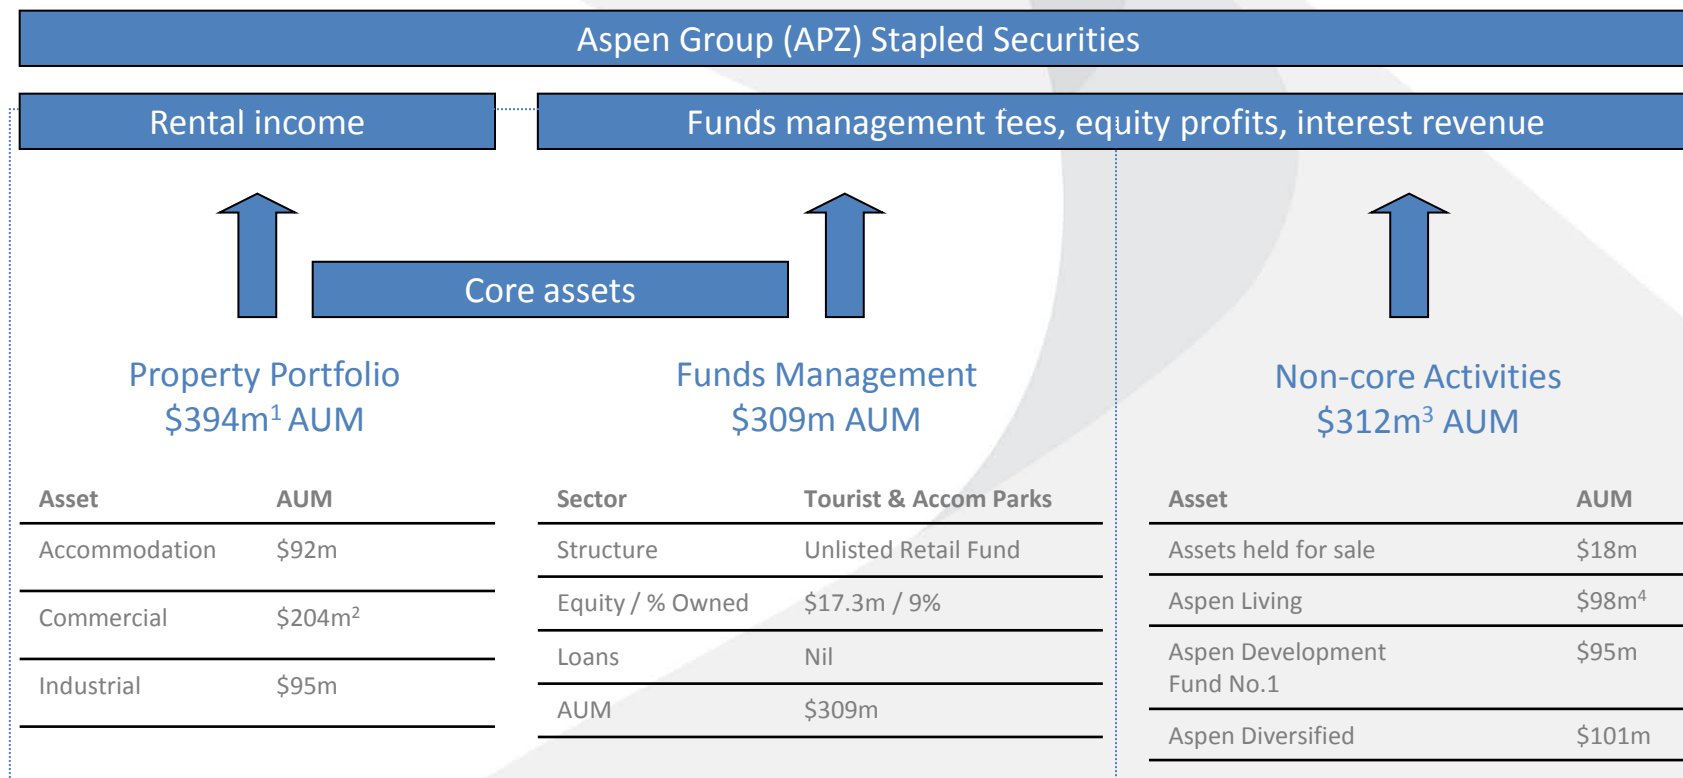 Aspen Group (APZ) Stapled Securities
Rental income
Funds management fees, equity profits, interest revenue
Core assets
Property Portfolio
$394m¹ AUM
Funds Management
$309m AUM
Non-core Activities
$312m³ AUM
Asset AUM
Accommodation $92m
Commercial $204m²
Industrial $95m
Sector Tourist & Accom Parks
Structure Unlisted Retail Fund
Equity / % Owned $17.3m / 9%
Loans Nil
AUM $309m
Asset AUM
Assets held for sale $18m
Aspen Living $98m⁴
Aspen Development $95m
Fund No.1
Aspen Diversified $101m